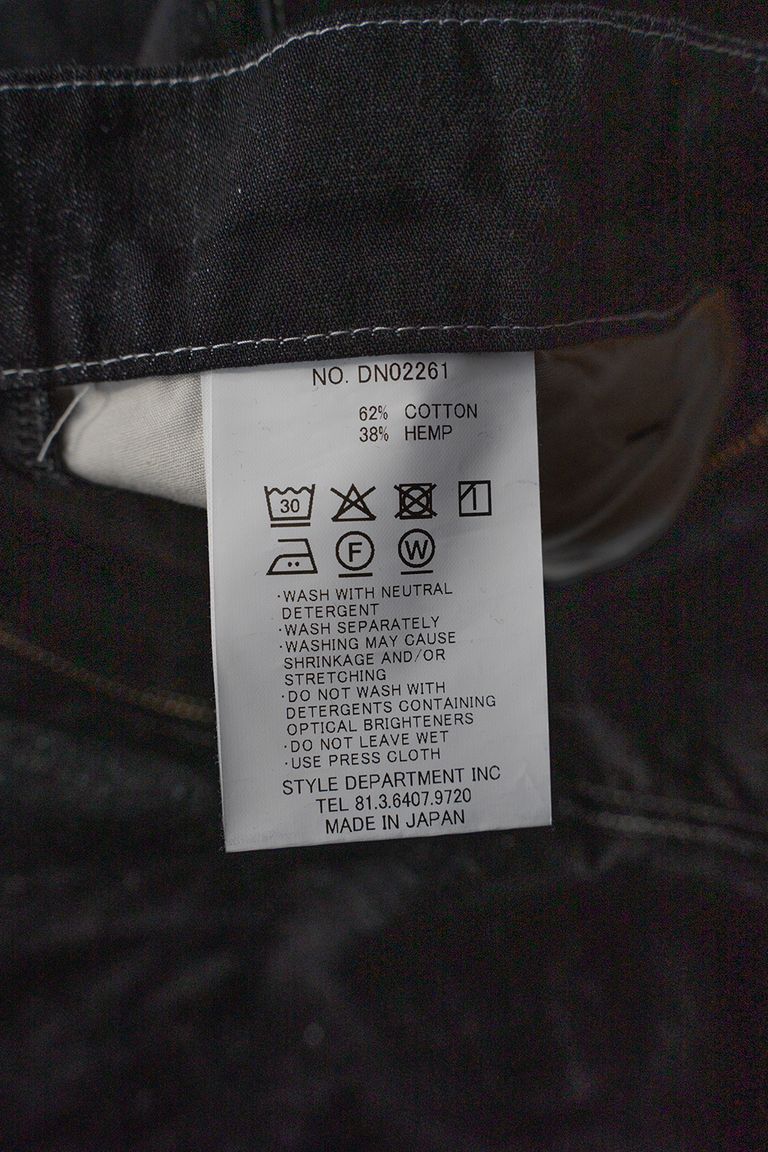 NO. DN02261
62% COTTON
38% HEMP
30
F W
·WASH WITH NEUTRAL
DETERGENT
·WASH SEPARATELY
·WASHING MAY CAUSE
SHRINKAGE AND/OR
STRETCHING
·DO NOT WASH WITH
DETERGENTS CONTAINING
OPTICAL BRIGHTENERS
·DO NOT LEAVE WET
·USE PRESS CLOTH
STYLE DEPARTMENT INC
TEL 81.3.6407.9720
MADE IN JAPAN